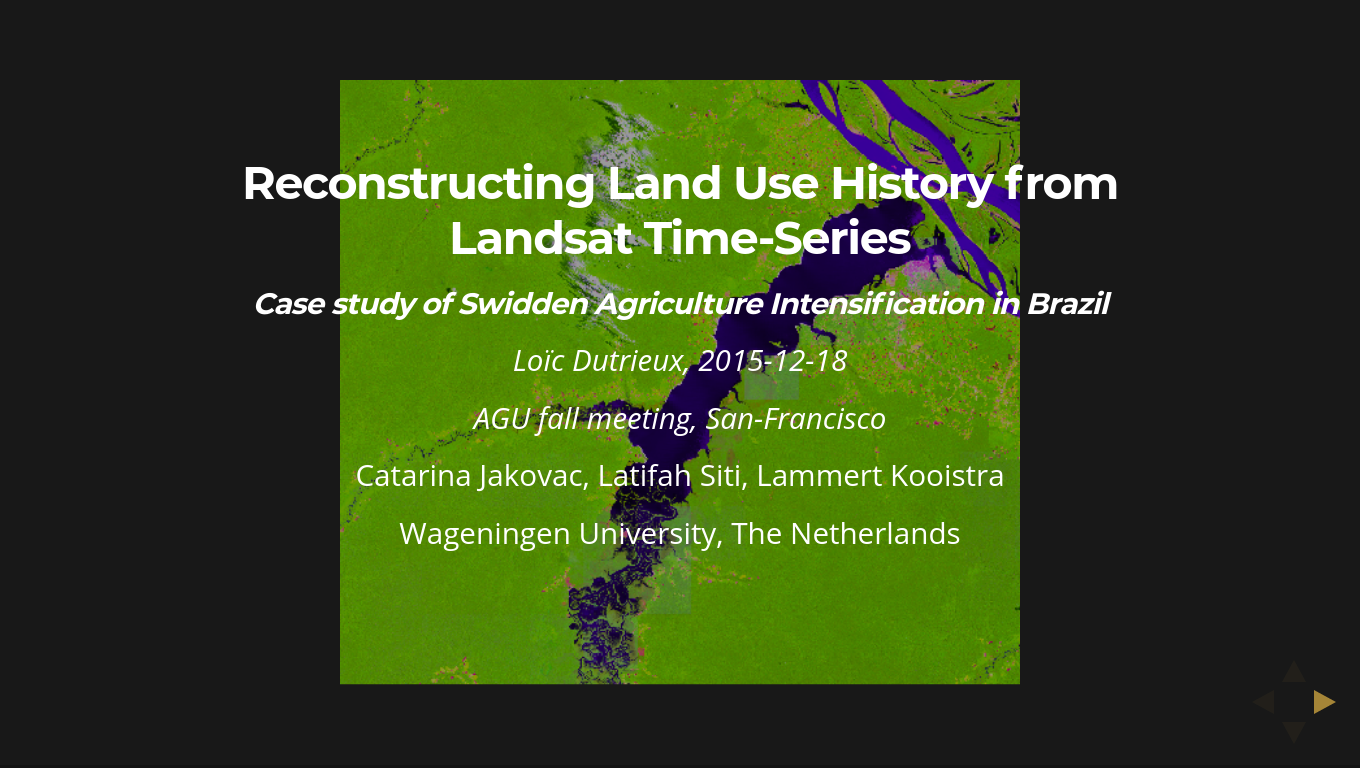 Reconstructing Land Use History from
Landsat Time-Series
Case study of Swidden Agriculture Intensification in Brazil
Loïc Dutrieux, 2015-12-18
AGU fall meeting, San-Francisco
Catarina Jakovac, Latifah Siti, Lammert Kooistra
Wageningen University, The Netherlands